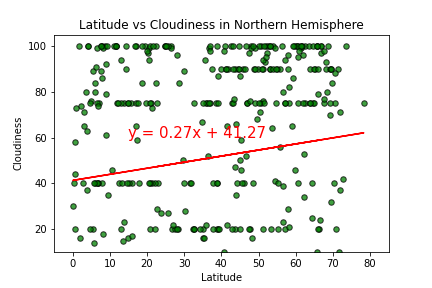 Latitude vs Cloudiness in Northern Hemisphere
100
80
60
40
20
Cloudiness
y = 0.27x + 41.27
0 10 20 30 40 50 60 70 80
Latitude